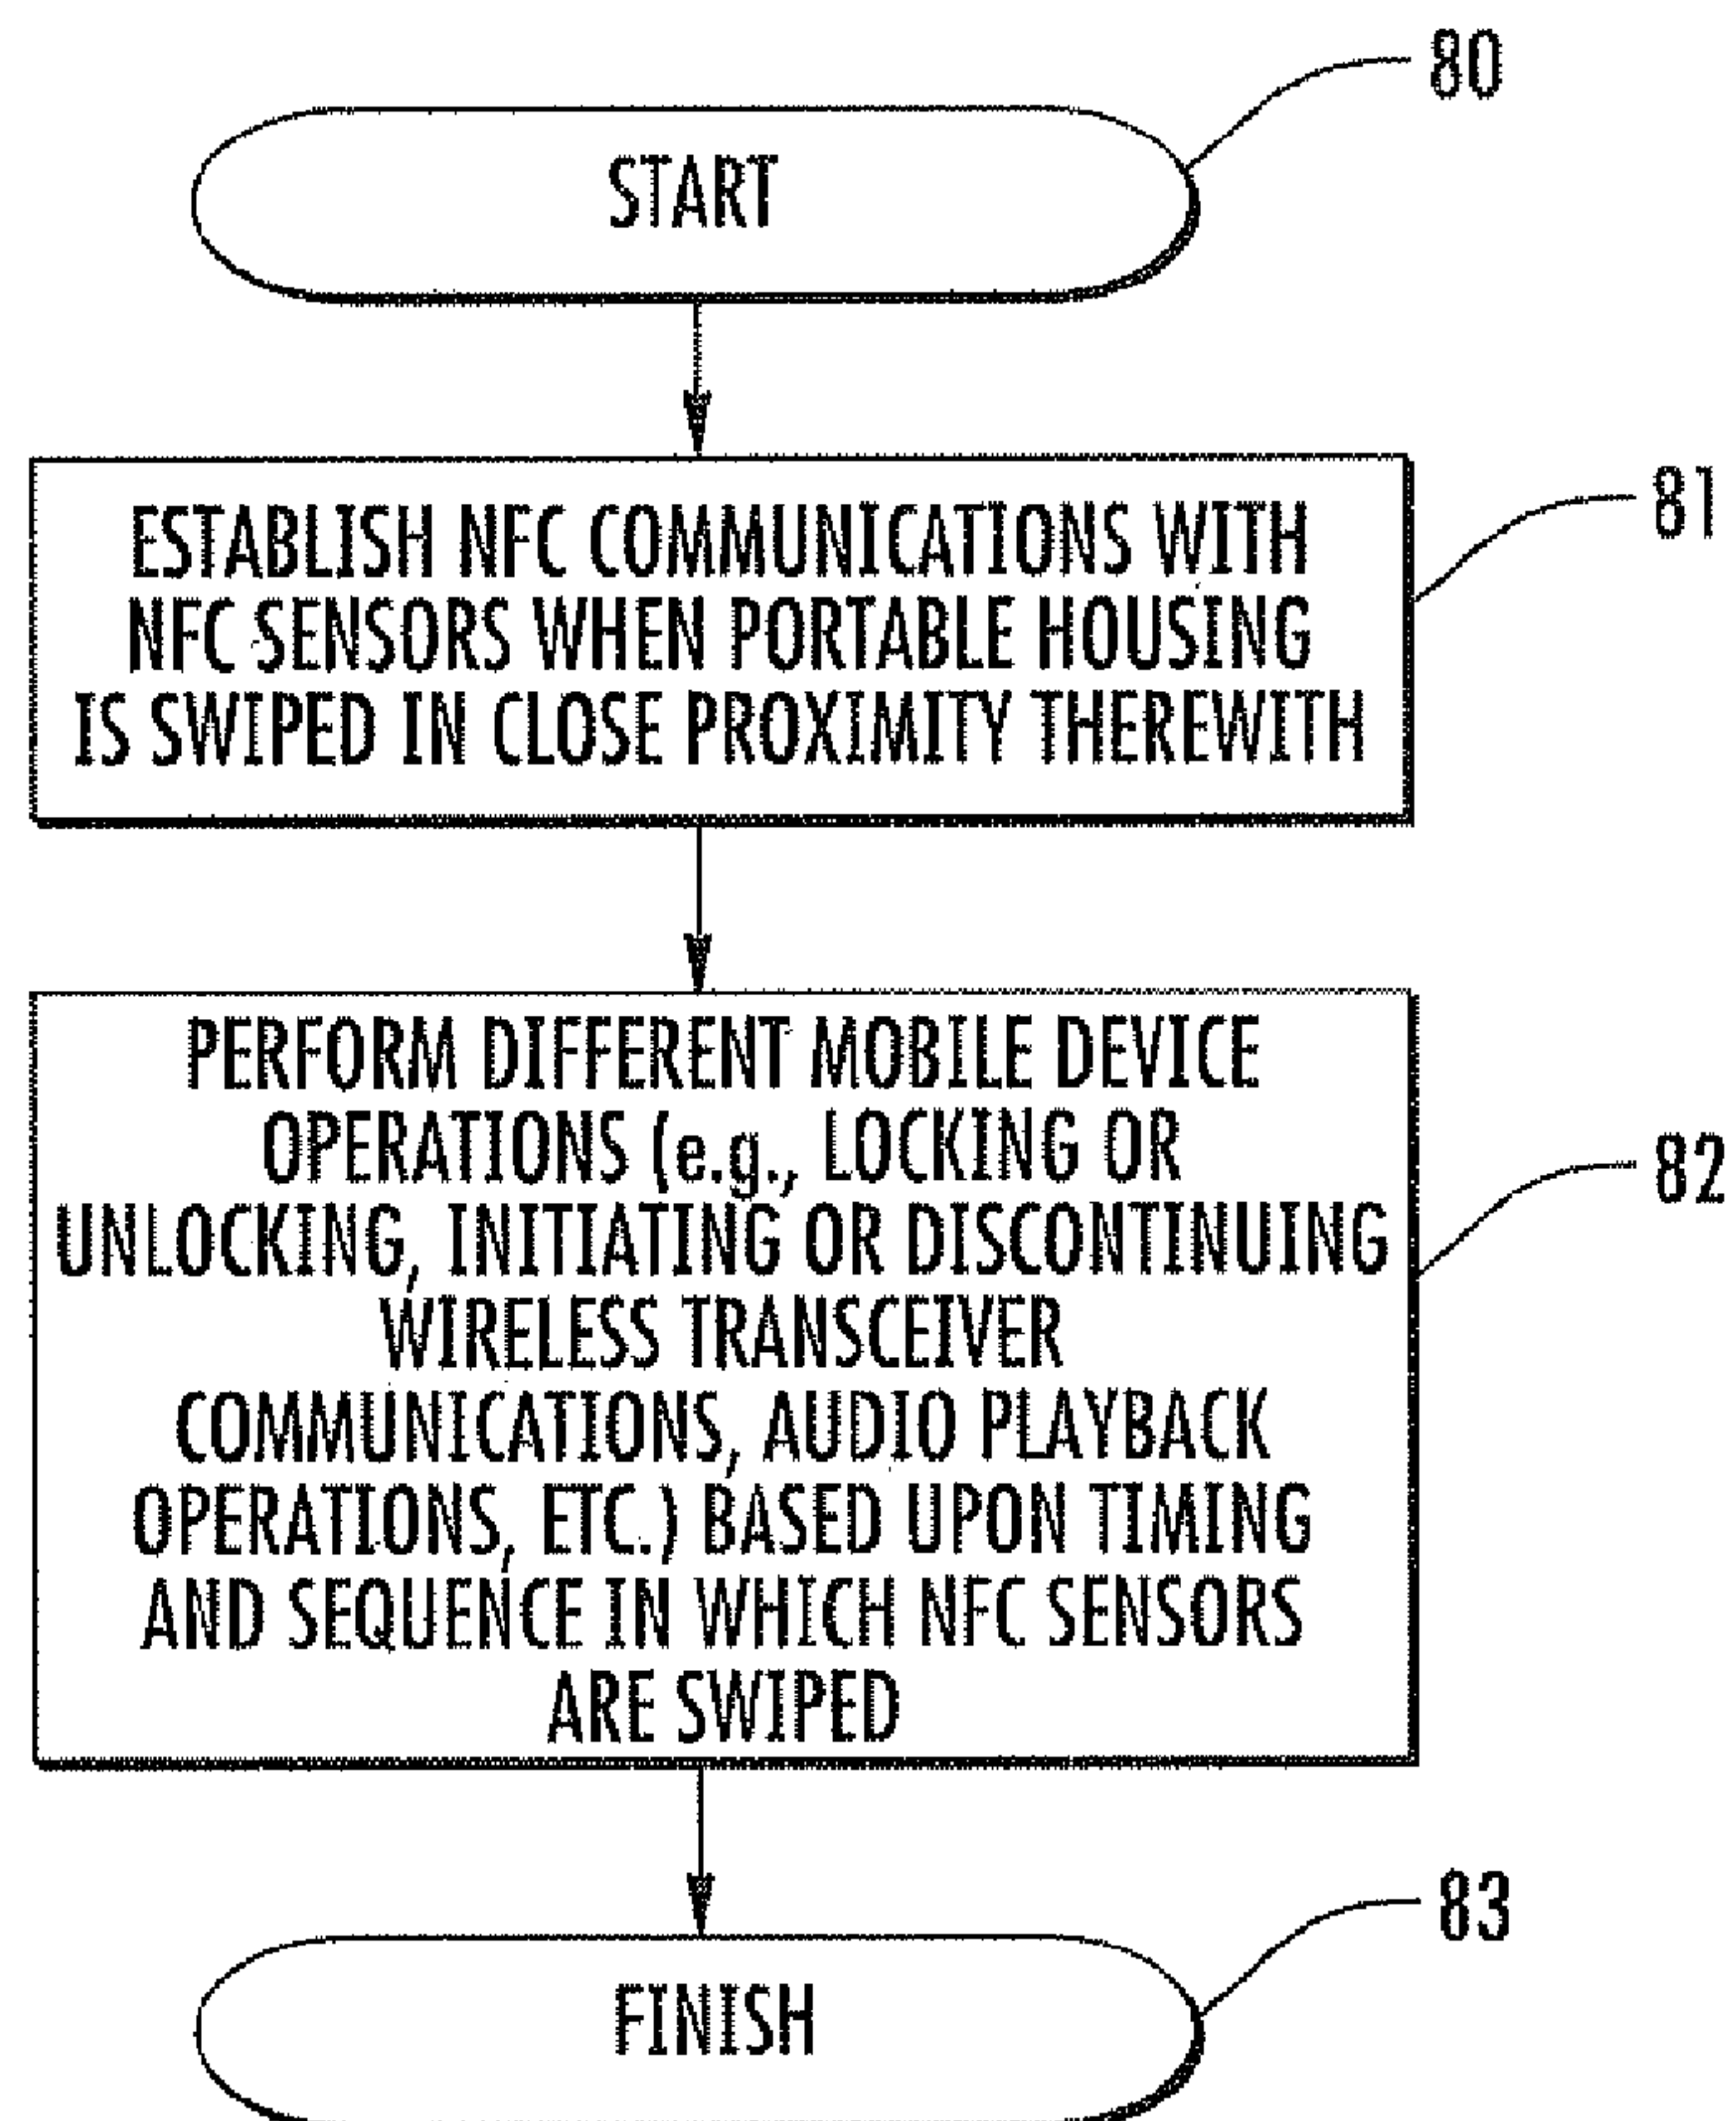 80
START
81
ESTABLISH NFC COMMUNICATIONS WITH
NFC SENSORS WHEN PORTABLE HOUSING
IS SWIPED IN CLOSE PROXIMITY THEREWITH
82
PERFORM DIFFERENT MOBILE DEVICE
OPERATIONS (e.g., LOCKING OR
UNLOCKING, INITIATING OR DISCONTINUING
WIRELESS TRANSCEIVER
COMMUNICATIONS, AUDIO PLAYBACK
OPERATIONS, ETC.) BASED UPON TIMING
AND SEQUENCE IN WHICH NFC SENSORS
ARE SWIPED
83
FINISH